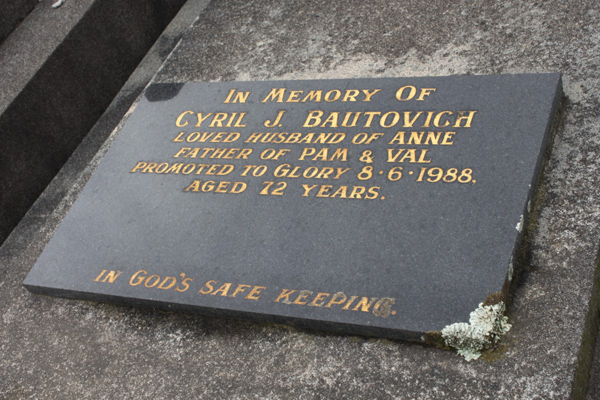 IN MEMORY OF
CYRIL J. BAUTOVICH
LOVED HUSBAND OF ANNE
FATHER OF PAM & VAL
PROMOTED TO GLORY 8·6·1988.
AGED 72 YEARS.
IN GOD'S SAFE KEEPING.